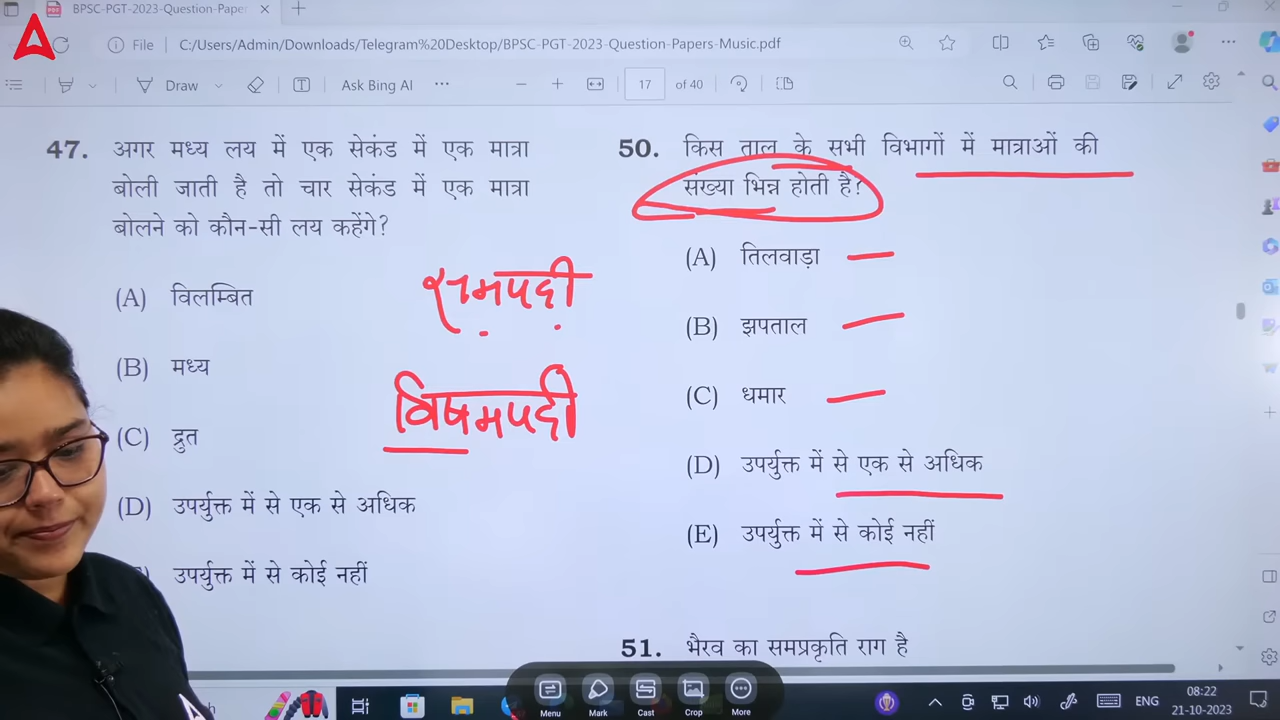 BPSC-PGT-2023-Question-Paper
File C:/Users/Admin/Downloads/Telegram%20Desktop/BPSC-PGT-2023-Question-Papers-Music.pdf
Draw Ask Bing AI 17 of 40
47. अगर मध्य लय में एक सेकंड में एक मात्रा
बोली जाती है तो चार सेकंड में एक मात्रा
बोलने को कौन-सी लय कहेंगे?
(A) विलम्बित
(B) मध्य
(C) द्रुत
(D) उपर्युक्त में से एक से अधिक
उपर्युक्त में से कोई नहीं
समपदी
विषमपदी
50. किस ताल के सभी विभागों में मात्राओं की
संख्या भिन्न होती है?
(A) तिलवाड़ा
(B) झपताल
(C) धमार
(D) उपर्युक्त में से एक से अधिक
(E) उपर्युक्त में से कोई नहीं
51. भैरव का समप्रकृति राग है
Menu Mark Cast Crop More
ENG
08:22
21-10-2023